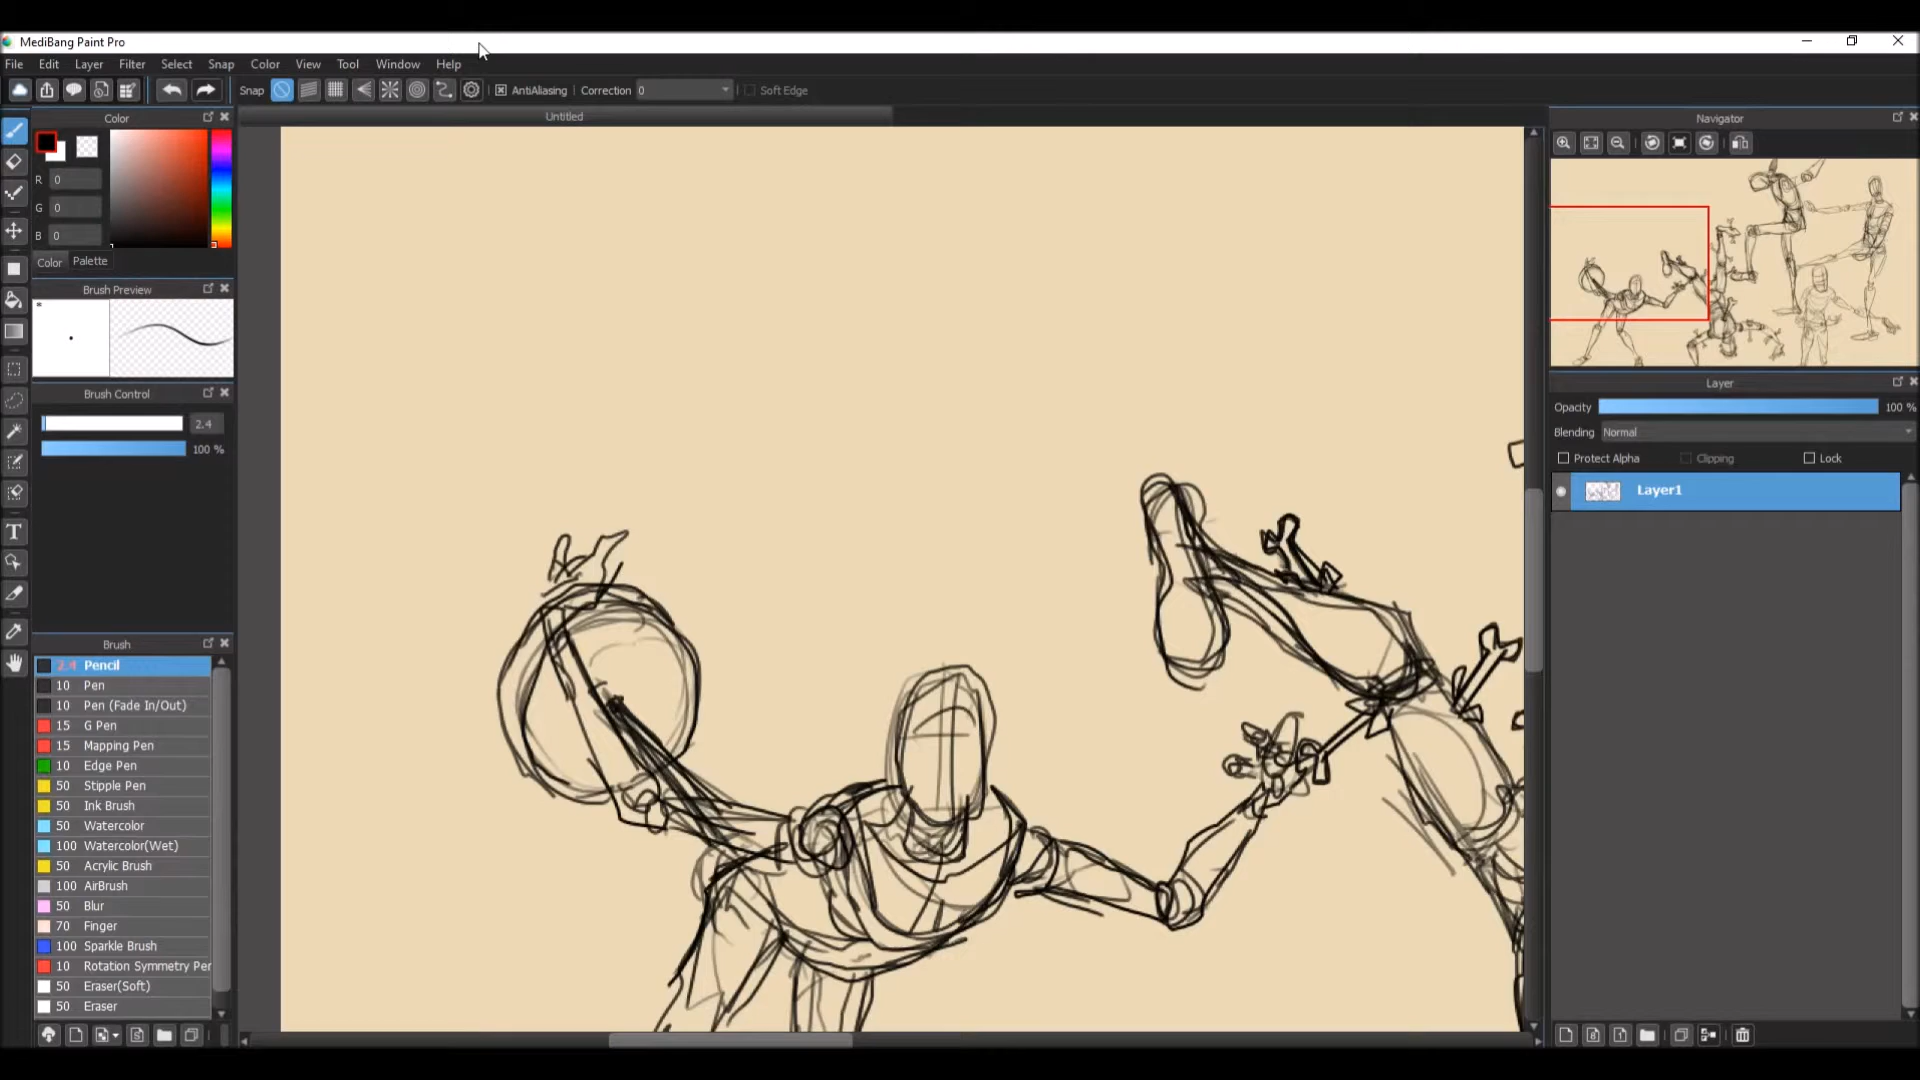 MediBang Paint Pro
File Edit Layer Filter Select Snap Color View Tool Window Help
Snap AntiAliasing Correction 0 Soft Edge
Color
Untitled
Navigator
R 0
G 0
B 0
Color Palette
Brush Preview
*
Brush Control
2.4
100 %
Layer
Opacity 100 %
Blending Normal
Protect Alpha Clipping Lock
Layer1
Brush
2.4 Pencil
10 Pen
10 Pen (Fade In/Out)
15 G Pen
15 Mapping Pen
10 Edge Pen
50 Stipple Pen
50 Ink Brush
50 Watercolor
100 Watercolor(Wet)
50 Acrylic Brush
100 AirBrush
50 Blur
70 Finger
100 Sparkle Brush
10 Rotation Symmetry Per
50 Eraser(Soft)
50 Eraser